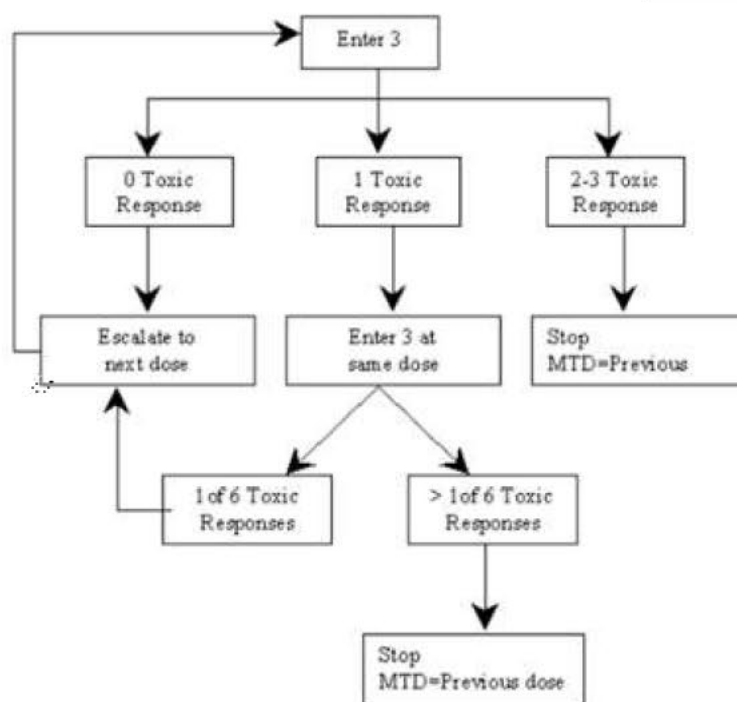 Enter 3
0 Toxic
Response
1 Toxic
Response
2-3 Toxic
Response
Escalate to
next dose
Enter 3 at
same dose
Stop
MTD=Previous
1of 6 Toxic
Responses
> 1of 6 Toxic
Responses
Stop
MTD=Previous dose